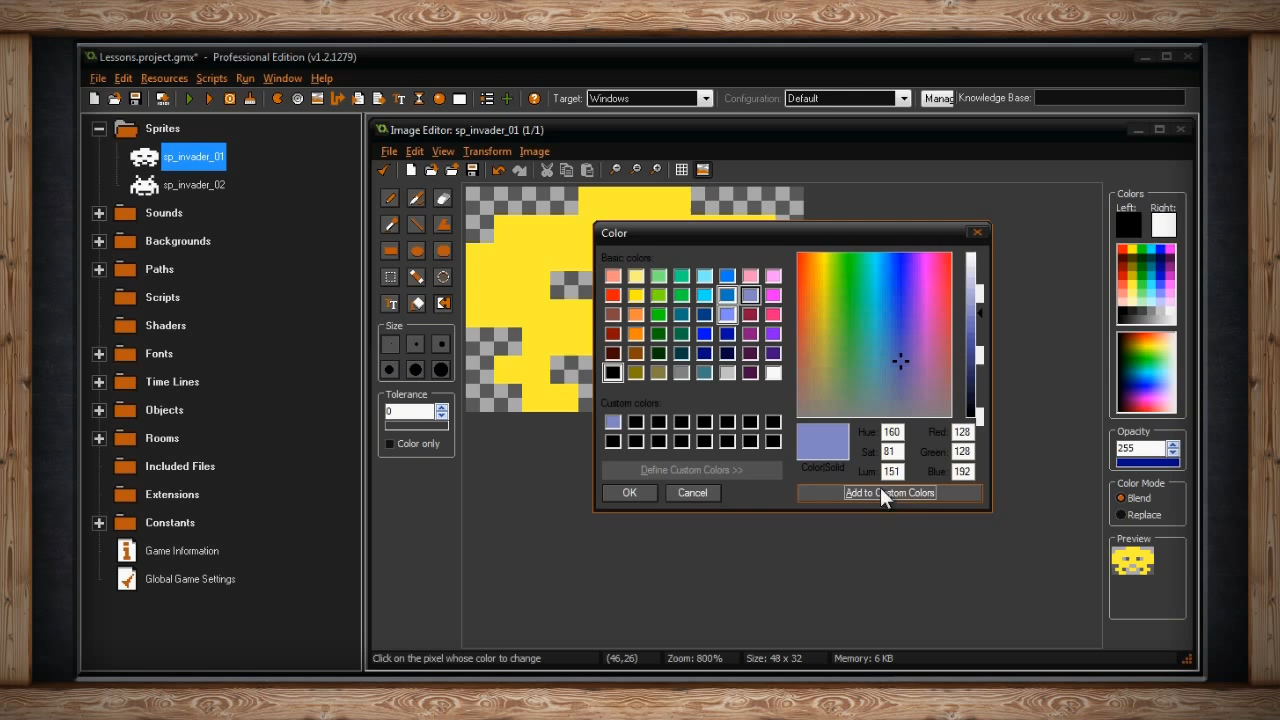 Lessons.project.gmx* - Professional Edition (v1.2.1279)
File Edit Resources Scripts Run Window Help
Target: Windows Configuration: Default Manag Knowledge Base:
Sprites
sp_invader_01
sp_invader_02
Sounds
Backgrounds
Paths
Scripts
Shaders
Fonts
Time Lines
Objects
Rooms
Included Files
Extensions
Constants
Game Information
Global Game Settings
Image Editor: sp_invader_01 (1/1)
File Edit View Transform Image
Size
Tolerance
0
Color only
Color
Basic colors:
Custom colors:
Define Custom Colors >>
OK Cancel
Color|Solid
Hue: 160 Red: 128
Sat: 81 Green: 128
Lum: 151 Blue: 192
Add to Custom Colors
Colors
Left: Right:
Opacity
255
Color Mode
Blend
Replace
Preview
Click on the pixel whose color to change (46,26) Zoom: 800% Size: 48 x 32 Memory: 6 KB